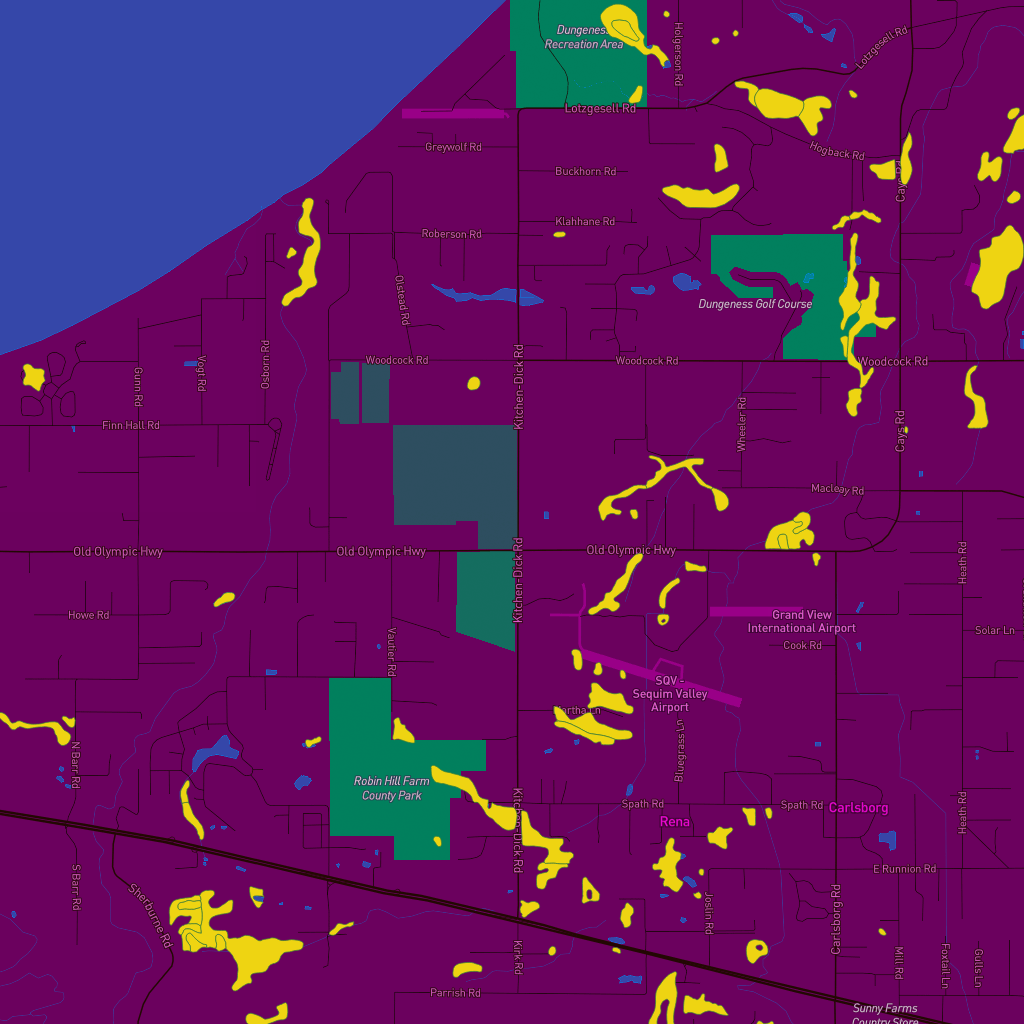 Dungeness
Recreation Area
Holgerson Rd
Lotzgesell Rd
Lotzgesell Rd
Greywolf Rd
Hogback Rd
Buckhorn Rd
Cays Rd
Klahhane Rd
Roberson Rd
Olstead Rd
Dungeness Golf Course
Woodcock Rd
Woodcock Rd
Woodcock Rd
Kitchen-Dick Rd
Gunn Rd
Vogt Rd
Osborn Rd
Wheeler Rd
Cays Rd
Finn Hall Rd
Macleay Rd
Old Olympic Hwy
Old Olympic Hwy
Old Olympic Hwy
Kitchen-Dick Rd
Heath Rd
Howe Rd
Grand View
International Airport
Solar Ln
Cook Rd
Vautier Rd
SQV -
Sequim Valley
Airport
N Barr Rd
Bluegrass Ln
Robin Hill Farm
County Park
Kitchen-Dick Rd
Spath Rd
Spath Rd
Carlsborg
Rena
Heath Rd
E Runnion Rd
S Barr Rd
Sherburne Rd
Joslin Rd
Carlsborg Rd
Kirk Rd
Mill Rd
Foxtail Ln
Gulls Ln
Parrish Rd
Sunny Farms
Country Store